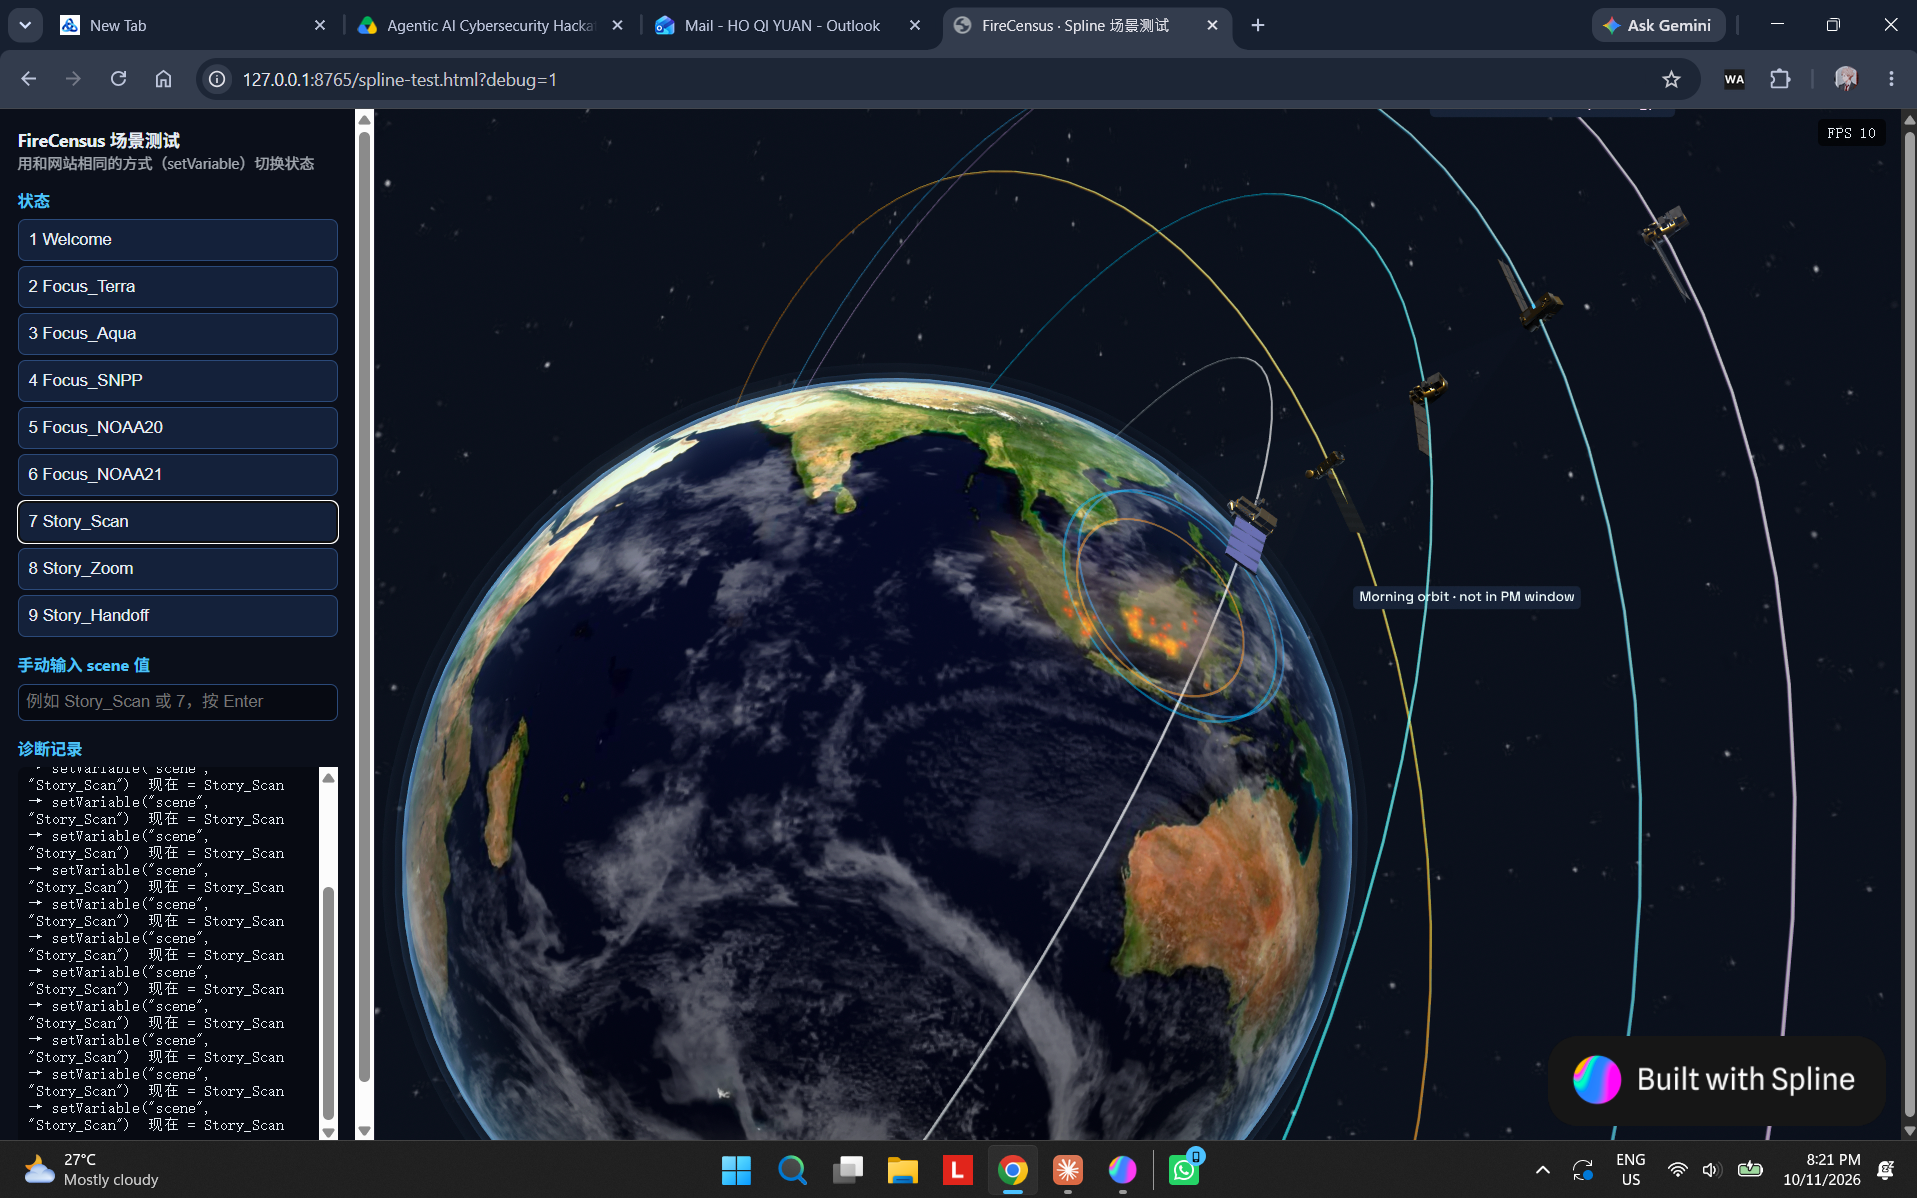 New Tab
Agentic AI Cybersecurity Hacka
Mail - HO QI YUAN - Outlook
FireCensus · Spline 场景测试
Ask Gemini
127.0.0.1:8765/spline-test.html?debug=1
WA
FireCensus 场景测试
用和网站相同的方式（setVariable）切换状态
状态
1 Welcome
2 Focus_Terra
3 Focus_Aqua
4 Focus_SNPP
5 Focus_NOAA20
6 Focus_NOAA21
7 Story_Scan
8 Story_Zoom
9 Story_Handoff
手动输入 scene 值
例如 Story_Scan 或 7，按 Enter
诊断记录
→ setVariable("scene",
"Story_Scan") 现在 = Story_Scan
→ setVariable("scene",
"Story_Scan") 现在 = Story_Scan
→ setVariable("scene",
"Story_Scan") 现在 = Story_Scan
→ setVariable("scene",
"Story_Scan") 现在 = Story_Scan
→ setVariable("scene",
"Story_Scan") 现在 = Story_Scan
→ setVariable("scene",
"Story_Scan") 现在 = Story_Scan
→ setVariable("scene",
"Story_Scan") 现在 = Story_Scan
→ setVariable("scene",
"Story_Scan") 现在 = Story_Scan
→ setVariable("scene",
"Story_Scan") 现在 = Story_Scan
→ setVariable("scene",
"Story_Scan") 现在 = Story_Scan
→ setVariable("scene",
"Story_Scan") 现在 = Story_Scan
FPS 10
Morning orbit · not in PM window
Built with Spline
27°C
Mostly cloudy
L
ENG
US
8:21 PM
10/11/2026